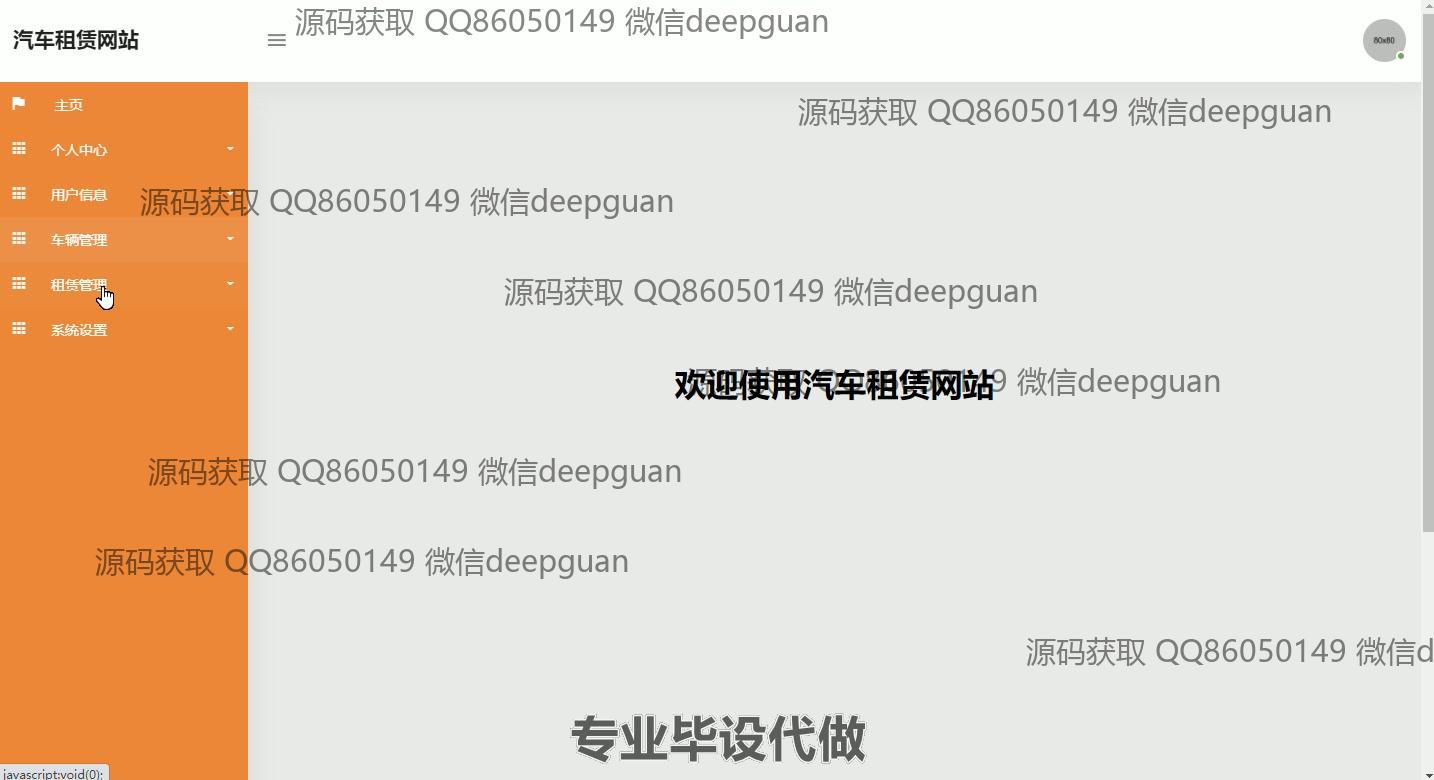 源码获取 QQ86050149 微信deepguan
汽车租赁网站
80x80
主页
源码获取 QQ86050149 微信deepguan
个人中心
用户信息
源码获取 QQ86050149 微信deepguan
车辆管理
租赁管理
源码获取 QQ86050149 微信deepguan
系统设置
欢迎使用汽车租赁网站
源码获取 QQ86050149 微信deepguan
源码获取 QQ86050149 微信deepguan
源码获取 QQ86050149 微信deepguan
源码获取 QQ86050149 微信d
专业毕设代做
javascript:void(0);